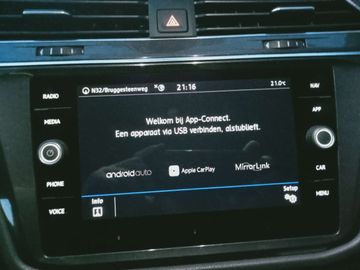 RADIO
MEDIA
PHONE
VOICE
N32/Bruggesteenweg
21:16
21.0°C
Welkom bij App-Connect.
Een apparaat via USB verbinden, alstublieft.
androidauto
Apple CarPlay
MirrorLink
Info
Setup
NAV
APP
CAR
MENU